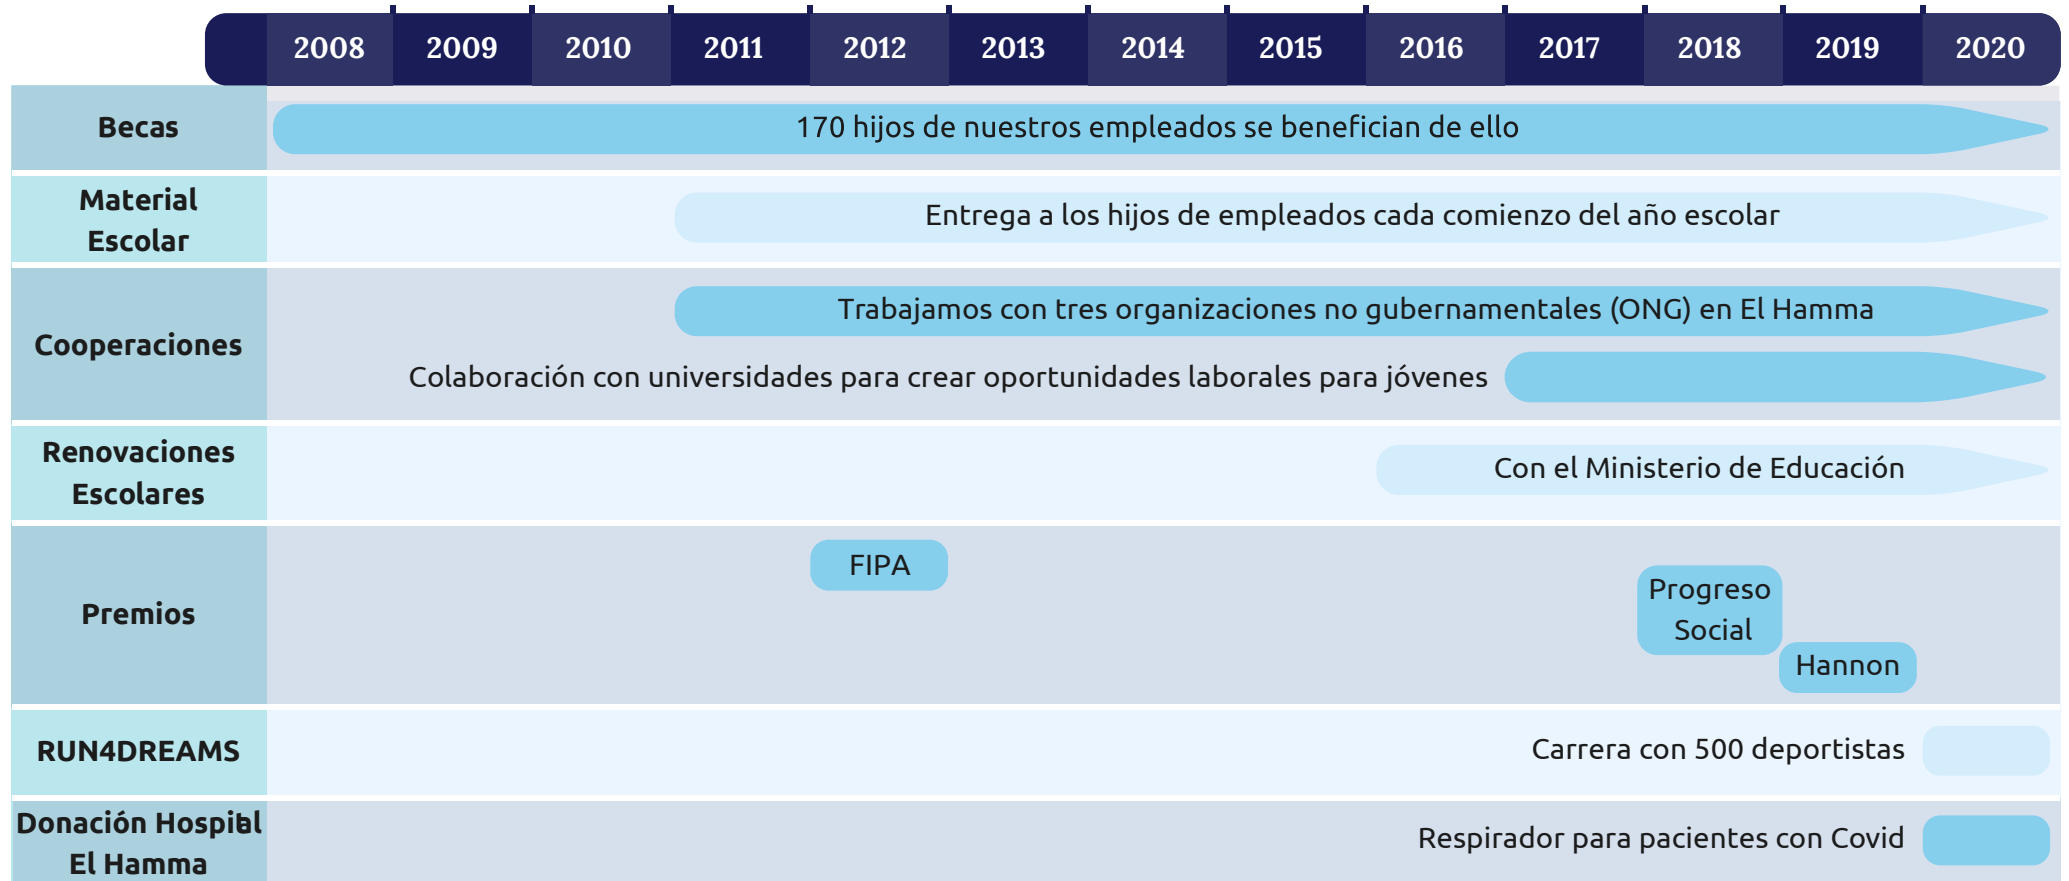 2008 2009 2010 2011 2012 2013 2014 2015 2016 2017 2018 2019 2020
Becas
170 hijos de nuestros empleados se benefician de ello
Material
Escolar
Entrega a los hijos de empleados cada comienzo del año escolar
Cooperaciones
Trabajamos con tres organizaciones no gubernamentales (ONG) en El Hamma
Colaboración con universidades para crear oportunidades laborales para jóvenes
Renovaciones
Escolares
Con el Ministerio de Educación
Premios
FIPA
Progreso
Social
Hannon
RUN4DREAMS
Carrera con 500 deportistas
Donación Hospital
El Hamma
Respirador para pacientes con Covid